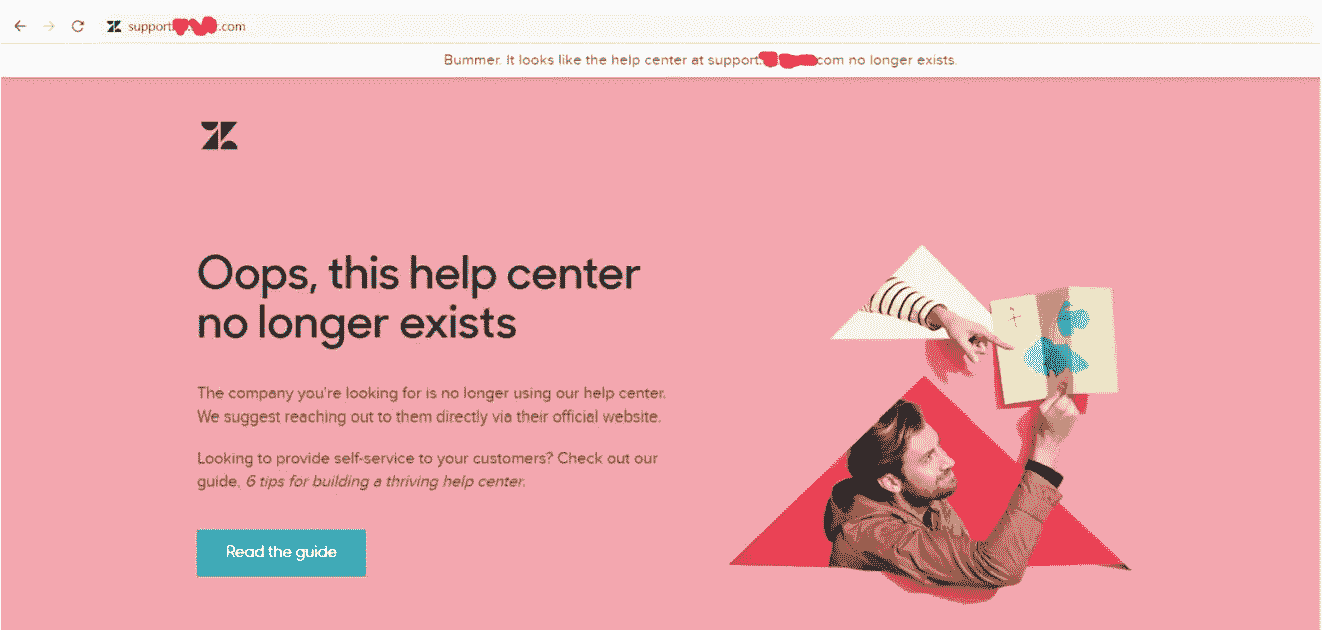 support .com
Bummer. It looks like the help center at support. com no longer exists.
Oops, this help center
no longer exists
The company you're looking for is no longer using our help center.
We suggest reaching out to them directly via their official website.
Looking to provide self-service to your customers? Check out our
guide, 6 tips for building a thriving help center.
Read the guide